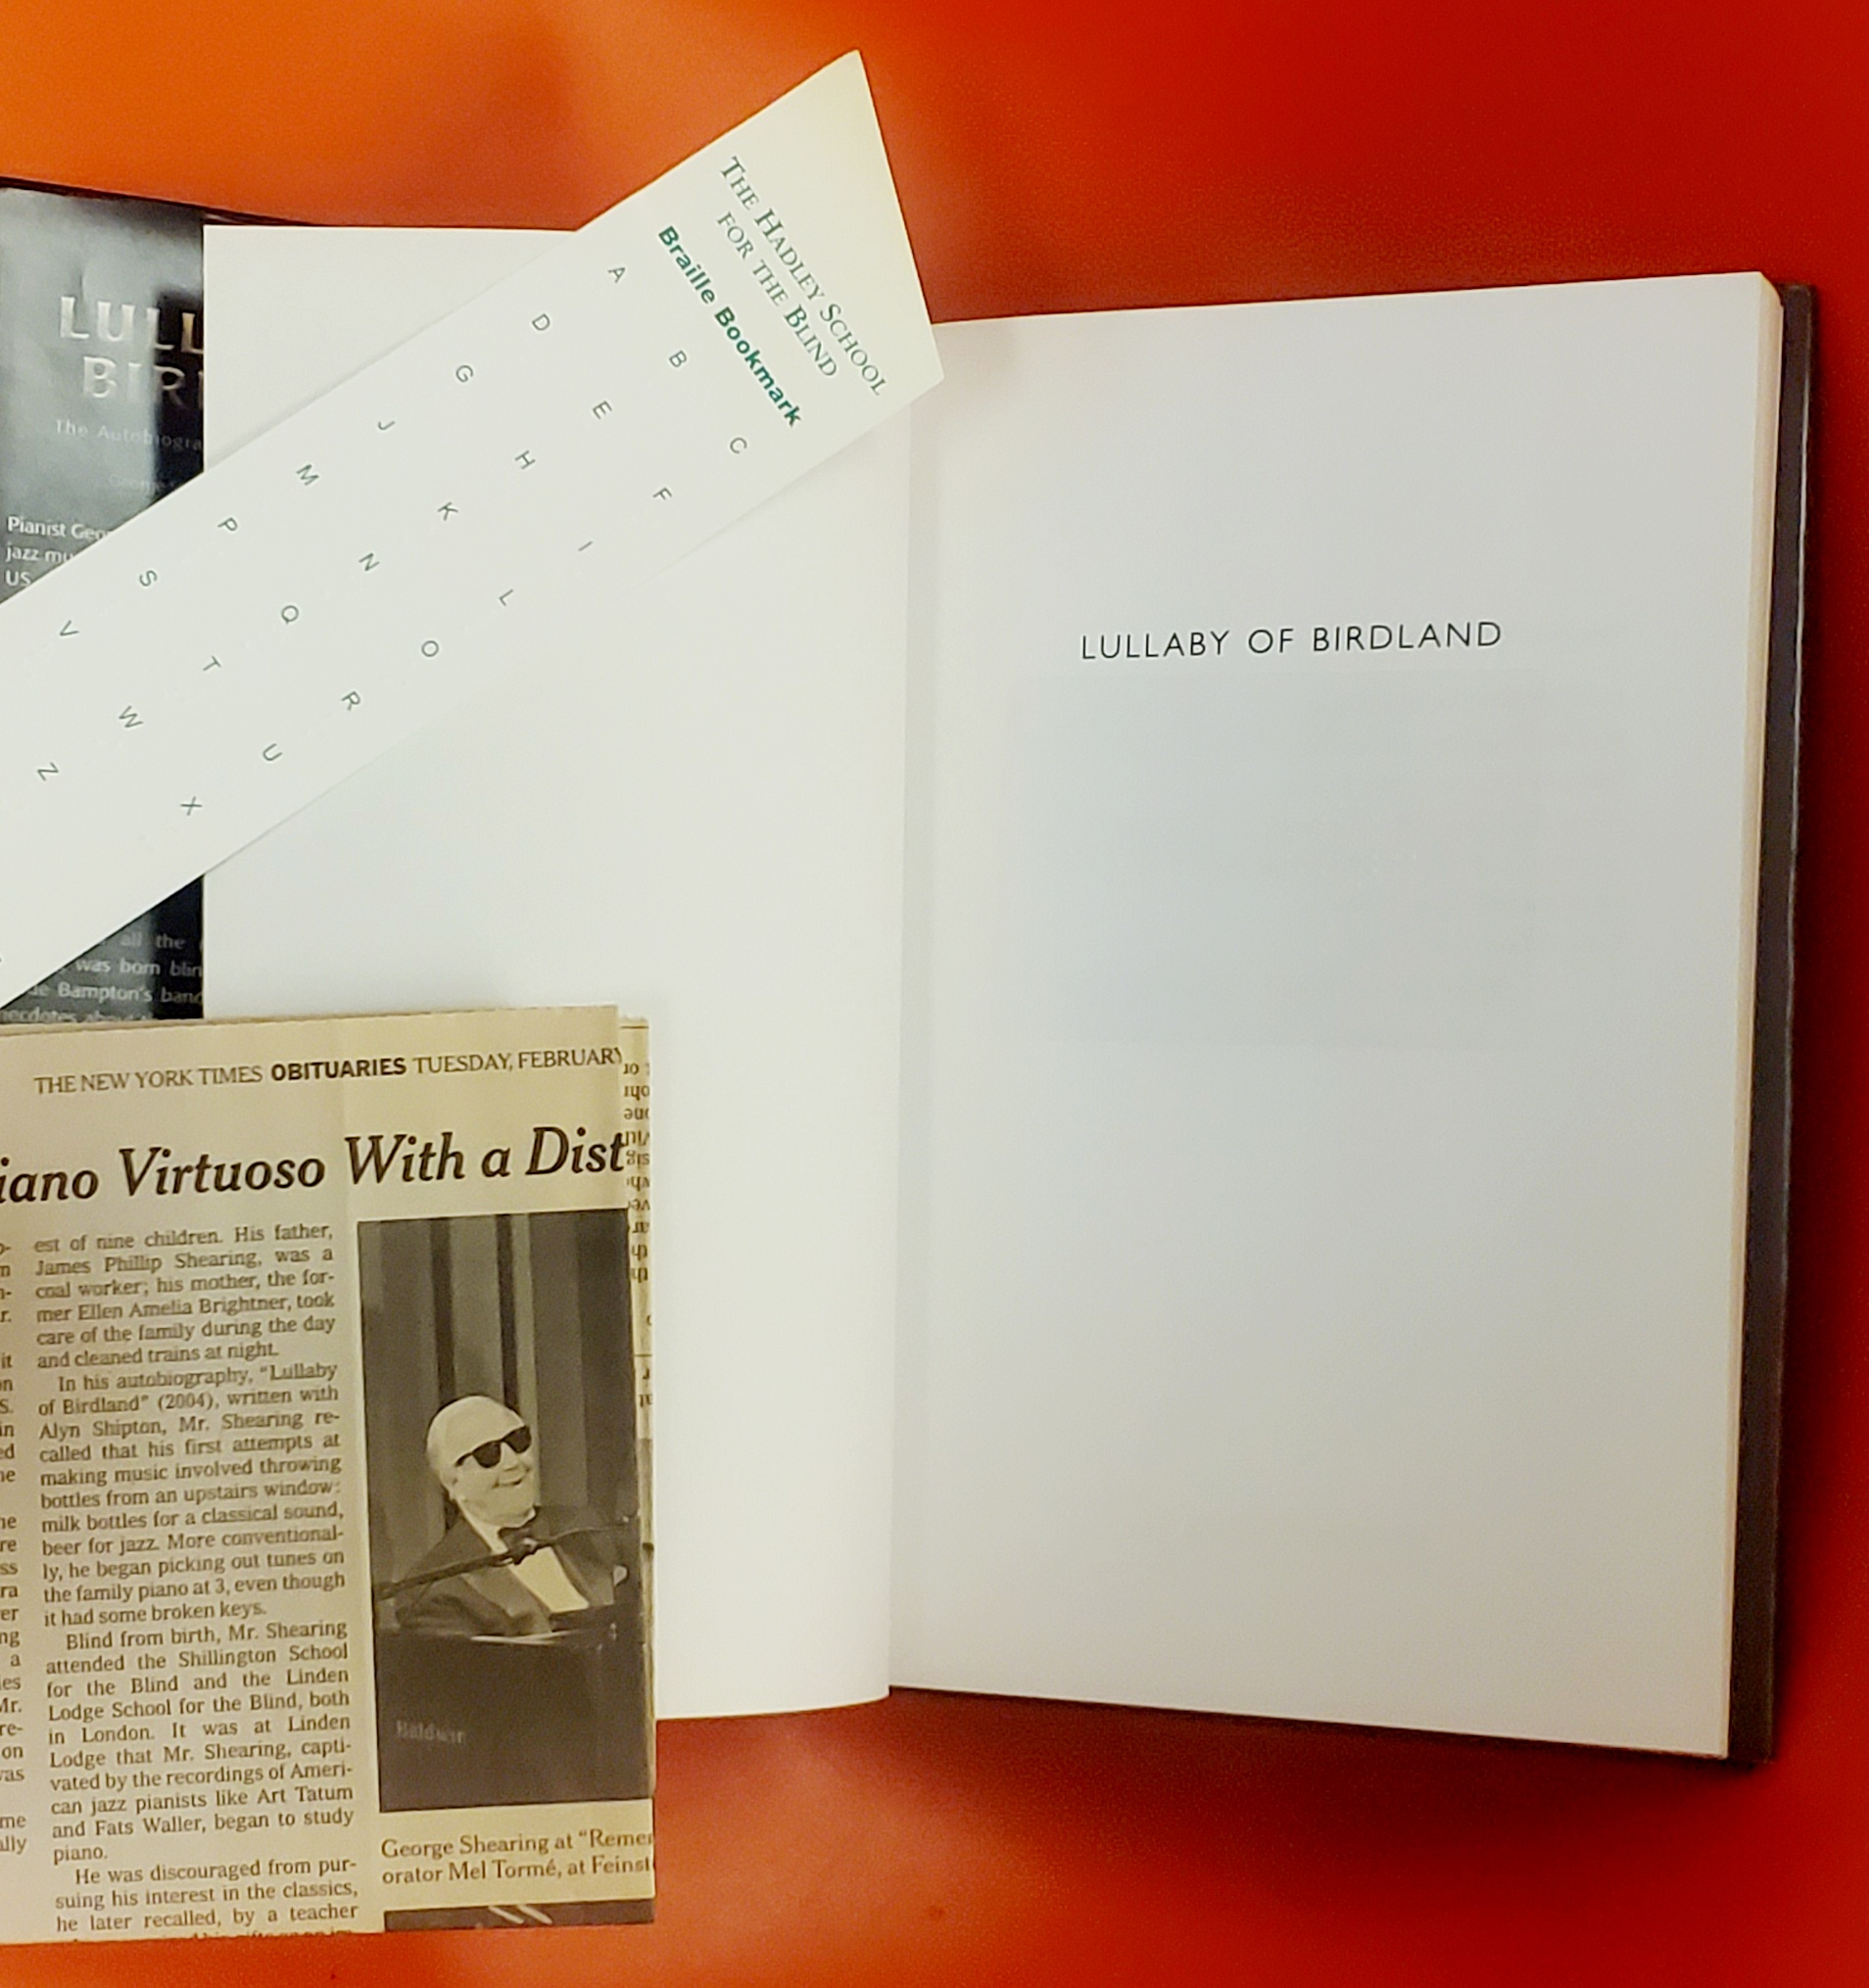 THE HADLEY SCHOOL
FOR THE BLIND
Braille Bookmark
A B C
D E F
G H I
J K L
M N O
P Q R
S T U
V W X
Z
LULL
BIR
The Autobiogra
Pianist Geo
jazz mu
US
all the
was born blin
Bampton's band
LULLABY OF BIRDLAND
THE NEW YORK TIMES OBITUARIES TUESDAY, FEBRUARY
iano Virtuoso With a Dist
est of nine children. His father,
James Phillip Shearing, was a
coal worker; his mother, the for-
mer Ellen Amelia Brightner, took
care of the family during the day
and cleaned trains at night.
In his autobiography, "Lullaby
of Birdland" (2004), written with
Alyn Shipton, Mr. Shearing re-
called that his first attempts at
making music involved throwing
bottles from an upstairs window:
milk bottles for a classical sound,
beer for jazz. More conventional-
ly, he began picking out tunes on
the family piano at 3, even though
it had some broken keys.
Blind from birth, Mr. Shearing
attended the Shillington School
for the Blind and the Linden
Lodge School for the Blind, both
in London. It was at Linden
Lodge that Mr. Shearing, capti-
vated by the recordings of Ameri-
can jazz pianists like Art Tatum
and Fats Waller, began to study
piano.
He was discouraged from pur-
suing his interest in the classics,
he later recalled, by a teacher
Baldwin
George Shearing at "Remem
orator Mel Tormé, at Feinst